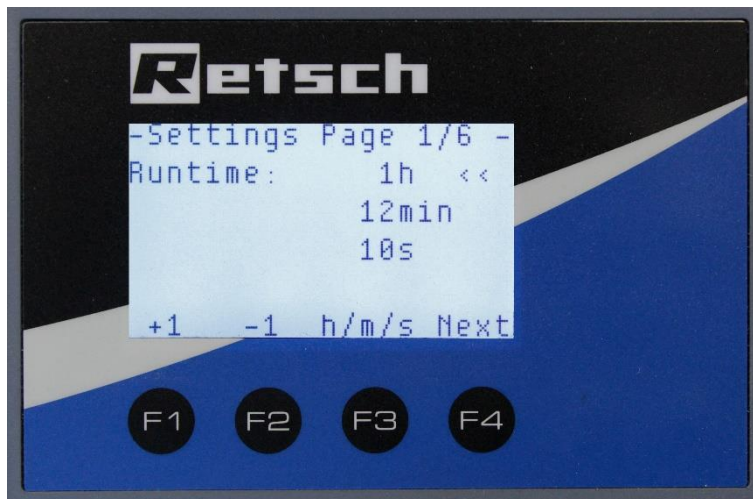 Retsch
-Settings Page 1/6 -
Runtime: 1h <<
12min
10s
+1 -1 h/m/s Next
F1 F2 F3 F4